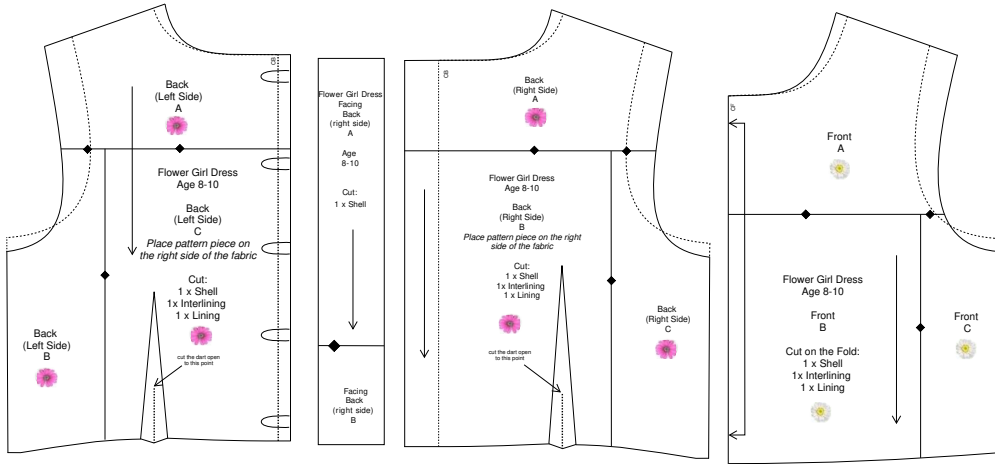 Back
(Left Side)
A
Flower Girl Dress
Age 8-10
Back
(Left Side)
C
Place pattern piece on
the right side of the fabric
Cut:
1 x Shell
1x Interlining
1 x Lining
cut the dart open
to this point
Back
(Left Side)
B
Flower Girl Dress
Facing
Back
(right side)
A
Age
8-10
Cut:
1 x Shell
Facing
Back
(right side)
B
Back
(Right Side)
A
Flower Girl Dress
Age 8-10
Back
(Right Side)
B
Place pattern piece on the right
side of the fabric
Cut:
1 x Shell
1x Interlining
1 x Lining
cut the dart open
to this point
Back
(Right Side)
C
Front
A
Flower Girl Dress
Age 8-10
Front
B
Cut on the Fold:
1 x Shell
1x Interlining
1 x Lining
Front
C